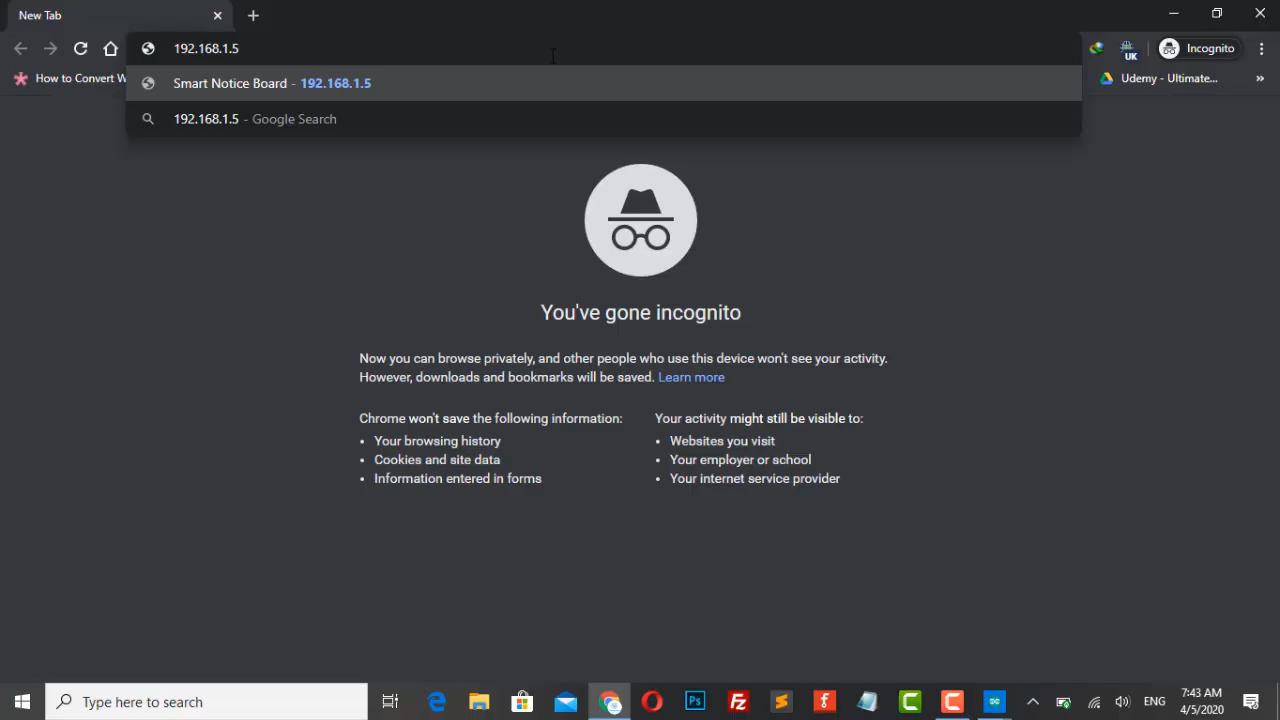 New Tab
192.168.1.5
Incognito
How to Convert W
Smart Notice Board - 192.168.1.5
192.168.1.5 - Google Search
UK
Udemy - Ultimate...
You've gone incognito
Now you can browse privately, and other people who use this device won't see your activity.
However, downloads and bookmarks will be saved. Learn more
Chrome won't save the following information:
• Your browsing history
• Cookies and site data
• Information entered in forms
Your activity might still be visible to:
• Websites you visit
• Your employer or school
• Your internet service provider
Type here to search
Ps
Fz
ENG
7:43 AM
4/5/2020